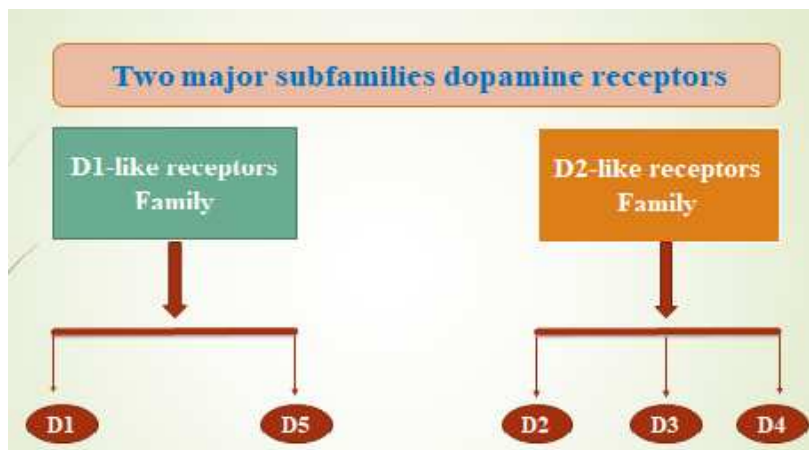 Two major subfamilies dopamine receptors
D1-like receptors
Family
D2-like receptors
Family
D1
D5
D2
D3
D4